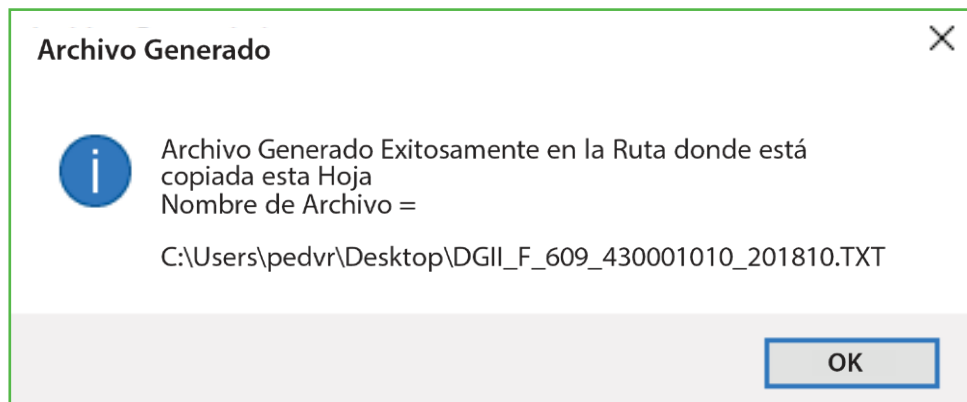 Archivo Generado
Archivo Generado Exitosamente en la Ruta donde está
copiada esta Hoja
Nombre de Archivo =
C:\Users\pedvr\Desktop\DGII_F_609_430001010_201810.TXT
OK